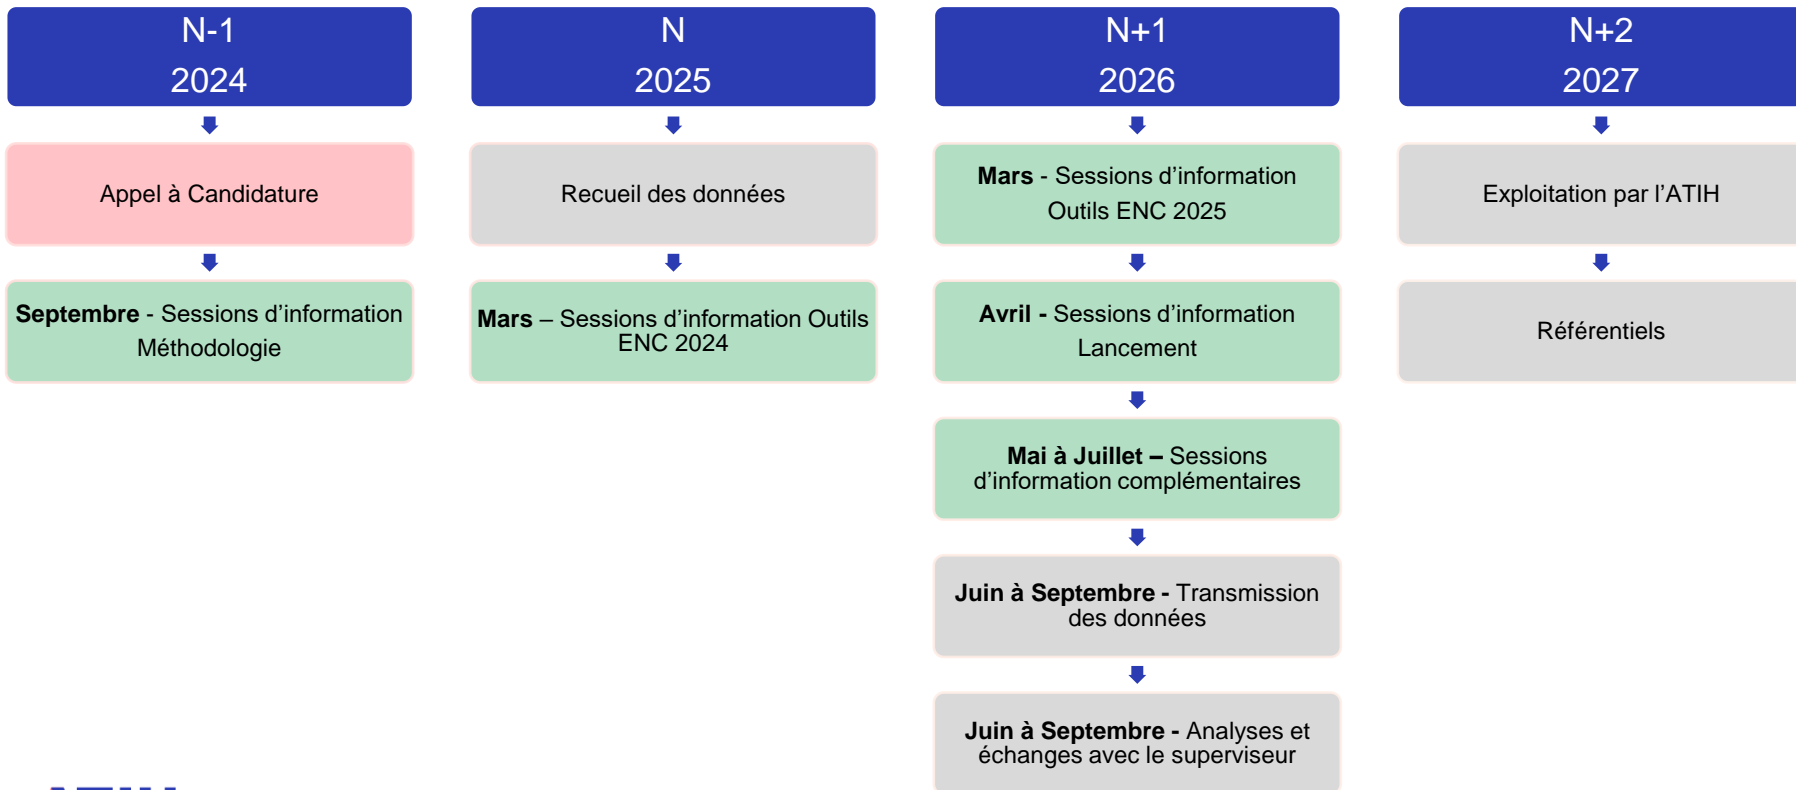 N-1
2024
Appel à Candidature
Septembre - Sessions d'information
Méthodologie
N
2025
Recueil des données
Mars – Sessions d'information Outils
ENC 2024
N+1
2026
Mars - Sessions d'information
Outils ENC 2025
Avril - Sessions d'information
Lancement
Mai à Juillet – Sessions
d'information complémentaires
Juin à Septembre - Transmission
des données
Juin à Septembre - Analyses et
échanges avec le superviseur
N+2
2027
Exploitation par l'ATIH
Référentiels